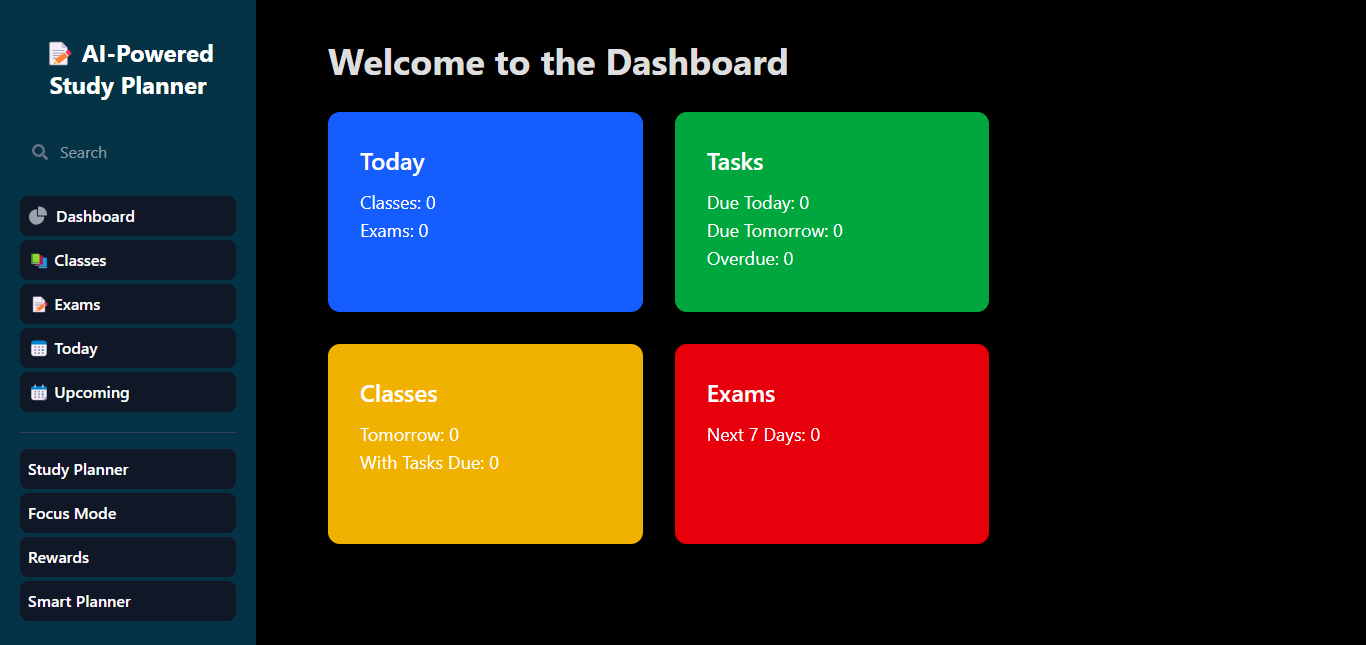 AI-Powered
Study Planner
Search
Dashboard
Classes
Exams
Today
Upcoming
Study Planner
Focus Mode
Rewards
Smart Planner
Welcome to the Dashboard
Today
Classes: 0
Exams: 0
Tasks
Due Today: 0
Due Tomorrow: 0
Overdue: 0
Classes
Tomorrow: 0
With Tasks Due: 0
Exams
Next 7 Days: 0